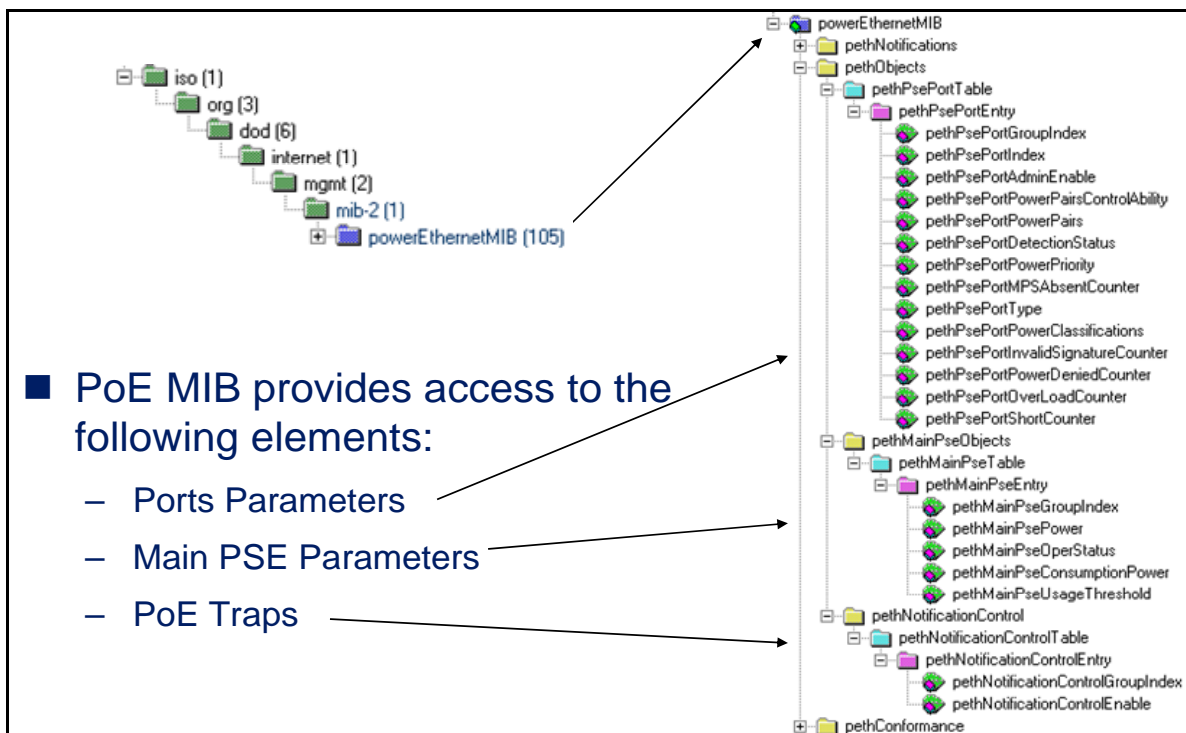 iso (1)
org (3)
dod (6)
internet (1)
mgmt (2)
mib-2 (1)
powerEthernetMIB (105)
■ PoE MIB provides access to the
following elements:
– Ports Parameters
– Main PSE Parameters
– PoE Traps
powerEthernetMIB
pethNotifications
pethObjects
pethPsePortTable
pethPsePortEntry
pethPsePortGroupIndex
pethPsePortIndex
pethPsePortAdminEnable
pethPsePortPowerPairsControlAbility
pethPsePortPowerPairs
pethPsePortDetectionStatus
pethPsePortPowerPriority
pethPsePortMPSAbsentCounter
pethPsePortType
pethPsePortPowerClassifications
pethPsePortInvalidSignatureCounter
pethPsePortPowerDeniedCounter
pethPsePortOverLoadCounter
pethPsePortShortCounter
pethMainPseObjects
pethMainPseTable
pethMainPseEntry
pethMainPseGroupIndex
pethMainPsePower
pethMainPseOperStatus
pethMainPseConsumptionPower
pethMainPseUsageThreshold
pethNotificationControl
pethNotificationControlTable
pethNotificationControlEntry
pethNotificationControlGroupIndex
pethNotificationControlEnable
pethConformance